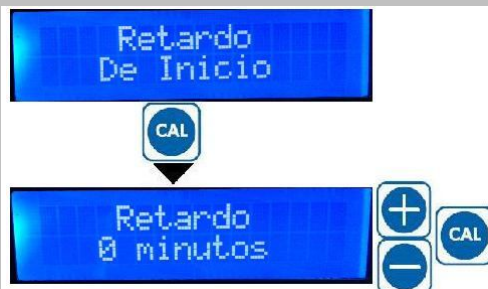 Retardo
De Inicio
CAL
Retardo
0 minutos
+
CAL
−